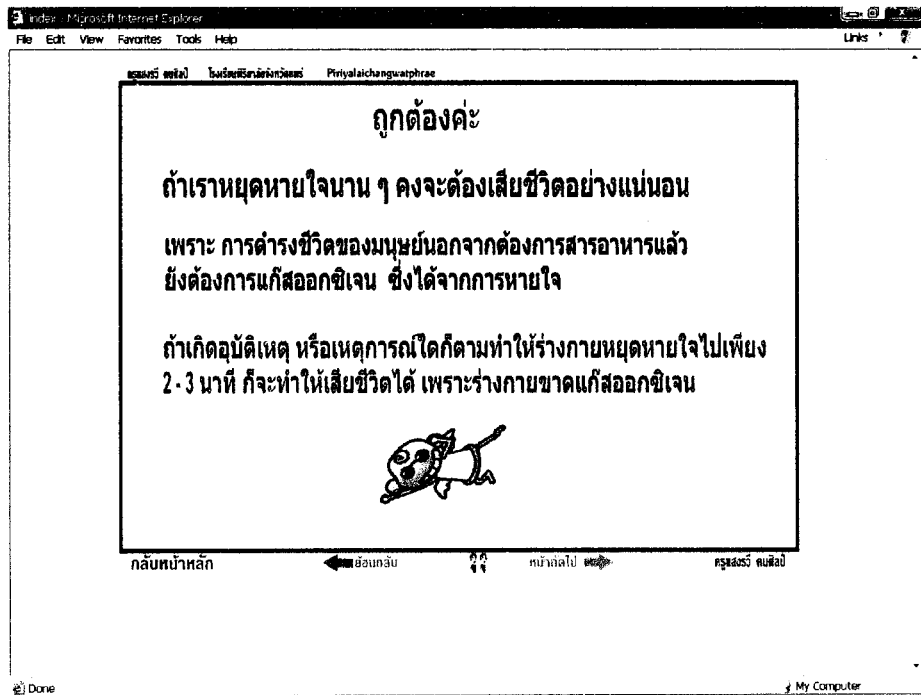 index - Microsoft Internet Explorer
File Edit View Favorites Tools Help Links
Piriyalaichangwatphrae
ถูกต้องค่ะ
ถ้าเราหยุดหายใจนาน ๆ คงจะต้องเสียชีวิตอย่างแน่นอน
เพราะ การดำรงชีวิตของมนุษย์นอกจากต้องการสารอาหารแล้ว
ยังต้องการแก๊สออกซิเจน ซึ่งได้จากการหายใจ
ถ้าเกิดอุบัติเหตุ หรือเหตุการณ์ใดก็ตามทำให้ร่างกายหยุดหายใจไปเพียง
2 - 3 นาที ก็จะทำให้เสียชีวิตได้ เพราะร่างกายขาดแก๊สออกซิเจน
กลับหน้าหลัก ย้อนกลับ หน้าถัดไป
Done My Computer